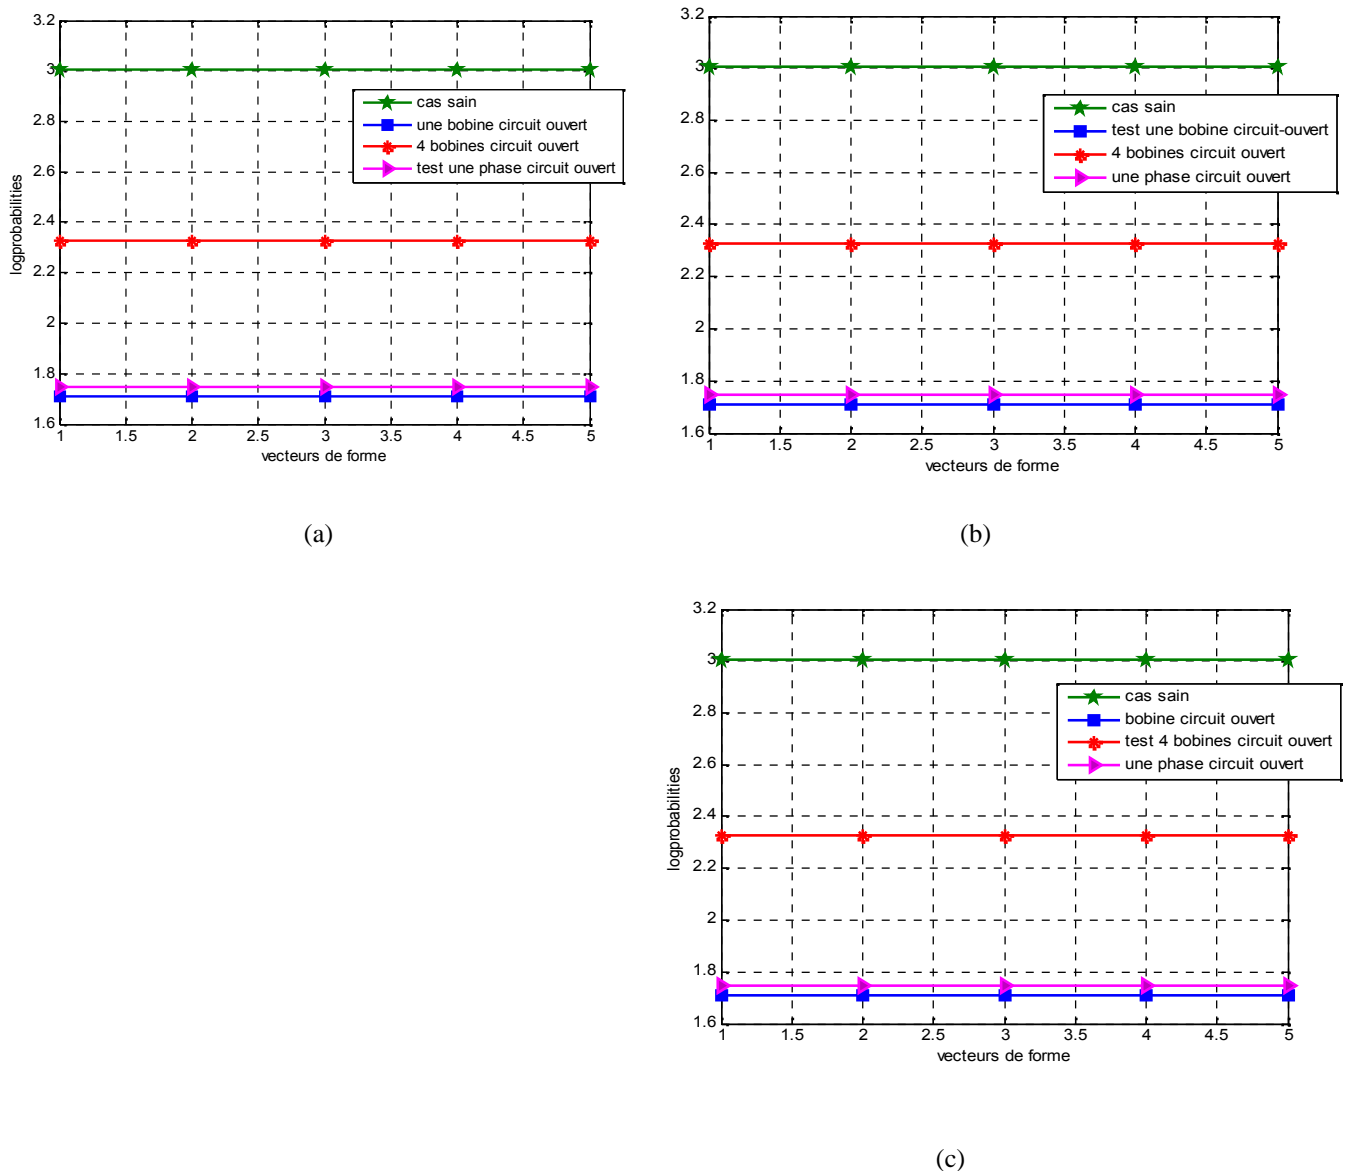 3.2
3
2.8
2.6
2.4
2.2
2
1.8
1.6
logprobabilities
cas sain
une bobine circuit ouvert
4 bobines circuit ouvert
test une phase circuit ouvert
1 1.5 2 2.5 3 3.5 4 4.5 5
vecteurs de forme
(a)
3.2
3
2.8
2.6
2.4
2.2
2
1.8
1.6
cas sain
test une bobine circuit-ouvert
4 bobines circuit ouvert
une phase circuit ouvert
1 1.5 2 2.5 3 3.5 4 4.5 5
vecteurs de forme
(b)
3.2
3
2.8
2.6
2.4
2.2
2
1.8
1.6
logprobabilities
cas sain
bobine circuit ouvert
test 4 bobines circuit ouvert
une phase circuit ouvert
1 1.5 2 2.5 3 3.5 4 4.5 5
vecteurs de forme
(c)